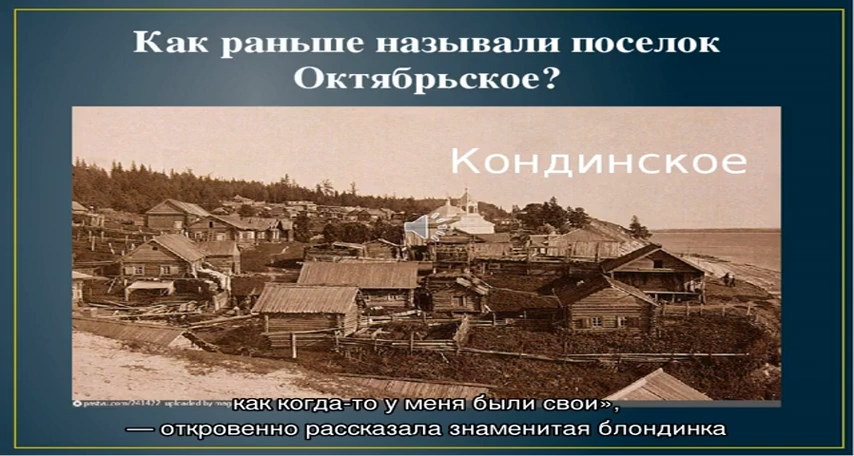 Как раньше называли поселок
Октябрьское?
Кондинское
как когда-то у меня были свои»,
— откровенно рассказала знаменитая блондинка